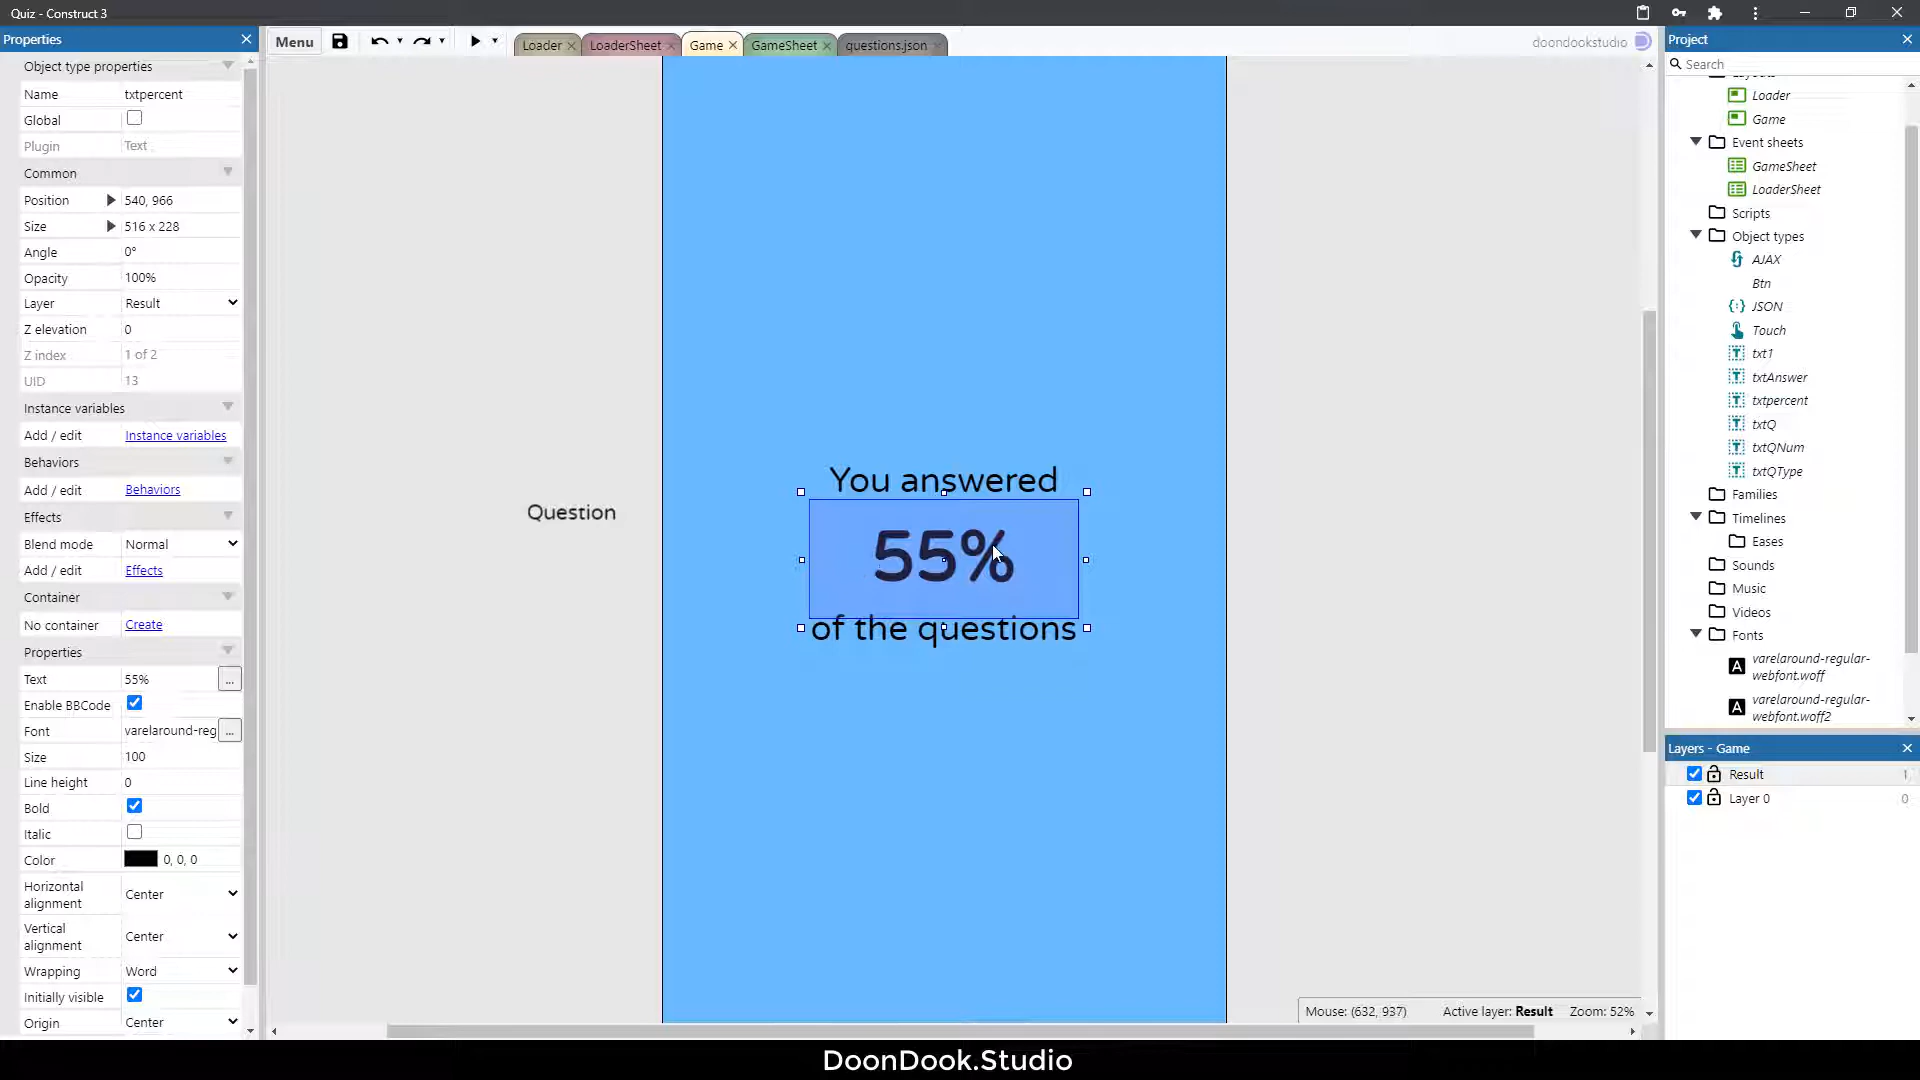 Quiz - Construct 3
Properties
Object type properties
Name txtpercent
Global
Plugin Text
Common
Position 540, 966
Size 516 x 228
Angle 0°
Opacity 100%
Layer Result
Z elevation 0
Z index 1 of 2
UID 13
Instance variables
Add / edit Instance variables
Behaviors
Add / edit Behaviors
Effects
Blend mode Normal
Add / edit Effects
Container
No container Create
Properties
Text 55% ...
Enable BBCode
Font varelaround-reg ...
Size 100
Line height 0
Bold
Italic
Color 0, 0, 0
Horizontal alignment Center
Vertical alignment Center
Wrapping Word
Initially visible
Origin Center
Menu
Loader LoaderSheet Game GameSheet questions.json
doondookstudio
Question
You answered
55%
of the questions
Mouse: (632, 937) Active layer: Result Zoom: 52%
Project
Search
Layouts
Loader
Game
Event sheets
GameSheet
LoaderSheet
Scripts
Object types
AJAX
Btn
JSON
Touch
txt1
txtAnswer
txtpercent
txtQ
txtQNum
txtQType
Families
Timelines
Eases
Sounds
Music
Videos
Fonts
varelaround-regular-
webfont.woff
varelaround-regular-
webfont.woff2
Layers - Game
Result 1
Layer 0 0
DoonDook.Studio